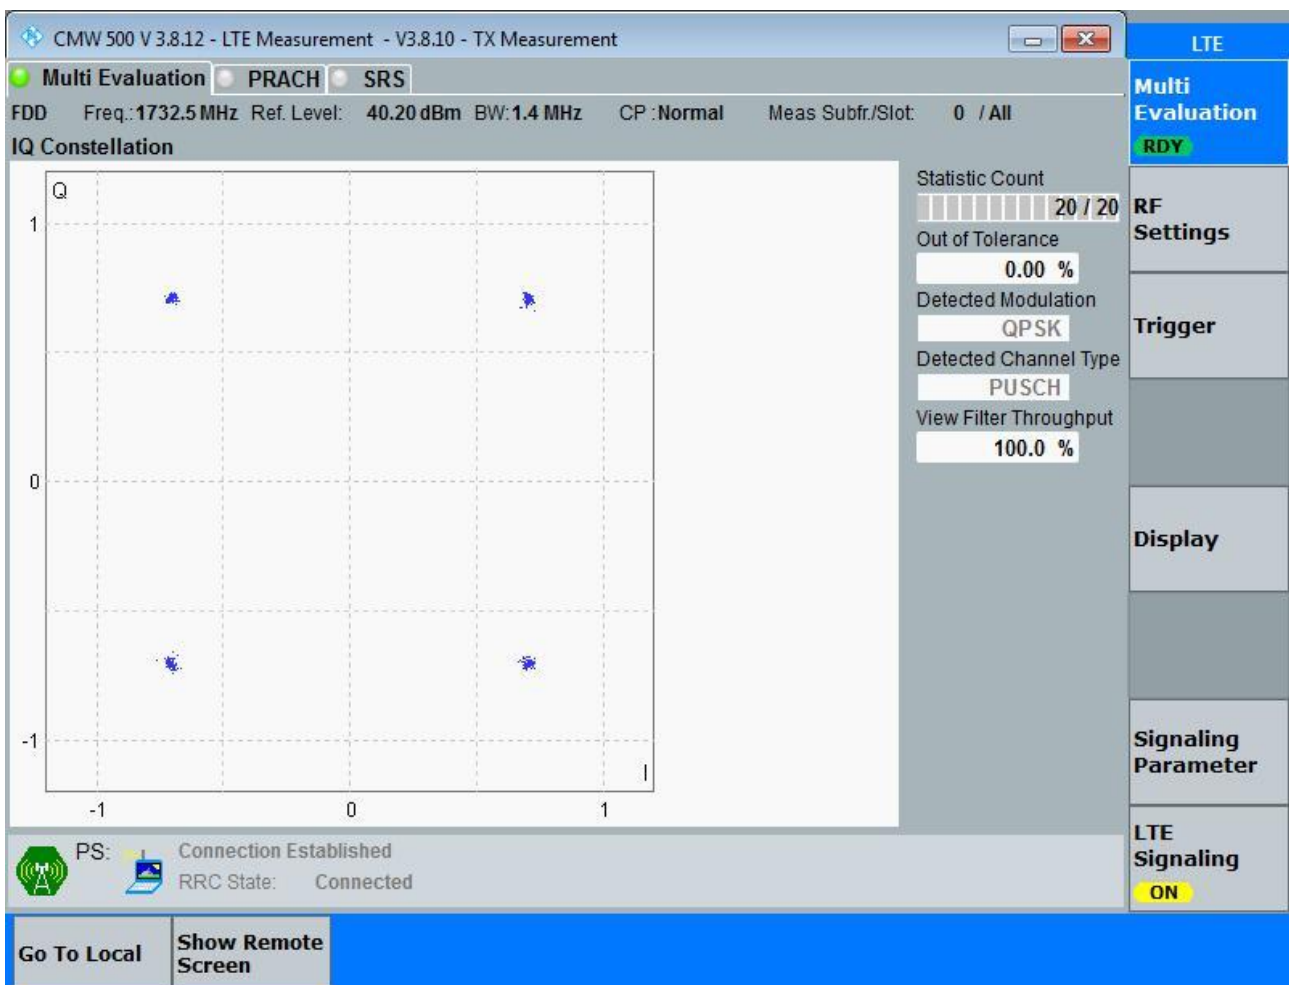 CMW 500 V 3.8.12 - LTE Measurement - V3.8.10 - TX Measurement
LTE
Multi Evaluation PRACH SRS
Multi
Evaluation
RDY
FDD Freq.: 1732.5 MHz Ref. Level: 40.20 dBm BW: 1.4 MHz CP : Normal Meas Subfr./Slot: 0 / All
IQ Constellation
Q
1
0
-1
I
-1 0 1
Statistic Count
20 / 20
Out of Tolerance
0.00 %
Detected Modulation
QPSK
Detected Channel Type
PUSCH
View Filter Throughput
100.0 %
RF
Settings
Trigger
Display
Signaling
Parameter
LTE
Signaling
ON
PS: Connection Established
RRC State: Connected
Go To Local
Show Remote
Screen